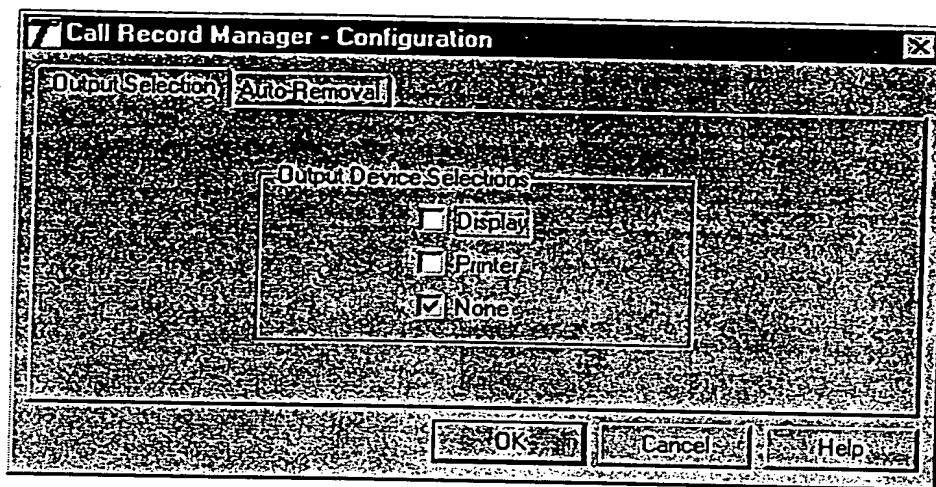 Call Record Manager - Configuration
Output Selection Auto-Removal
Output Device Selections
Display
Printer
None
OK Cancel Help